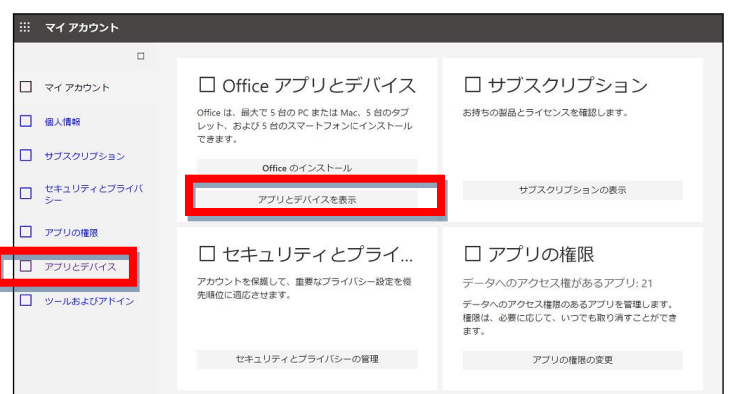 マイ アカウント
マイ アカウント
個人情報
サブスクリプション
セキュリティとプライバ
シー
アプリの権限
アプリとデバイス
ツールおよびアドイン
Office アプリとデバイス
Office は、最大で 5 台の PC または Mac、5 台のタブ
レット、および 5 台のスマートフォンにインストール
できます。
Office のインストール
アプリとデバイスを表示
サブスクリプション
お持ちの製品とライセンスを確認します。
サブスクリプションの表示
セキュリティとプライ...
アカウントを保護して、重要なプライバシー設定を優
先順位に適応させます。
セキュリティとプライバシーの管理
アプリの権限
データへのアクセス権があるアプリ: 21
データへのアクセス権限のあるアプリを管理します。
権限は、必要に応じて、いつでも取り消すことができ
ます。
アプリの権限の変更